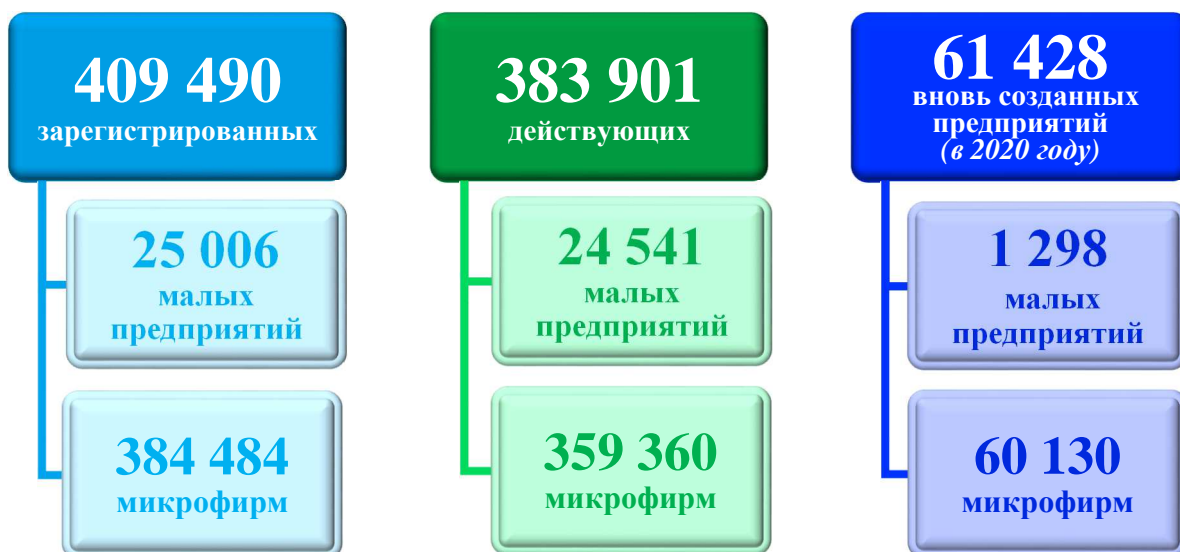 409 490
зарегистрированных
25 006
малых
предприятий
384 484
микрофирм
383 901
действующих
24 541
малых
предприятий
359 360
микрофирм
61 428
вновь созданных
предприятий
(в 2020 году)
1 298
малых
предприятий
60 130
микрофирм